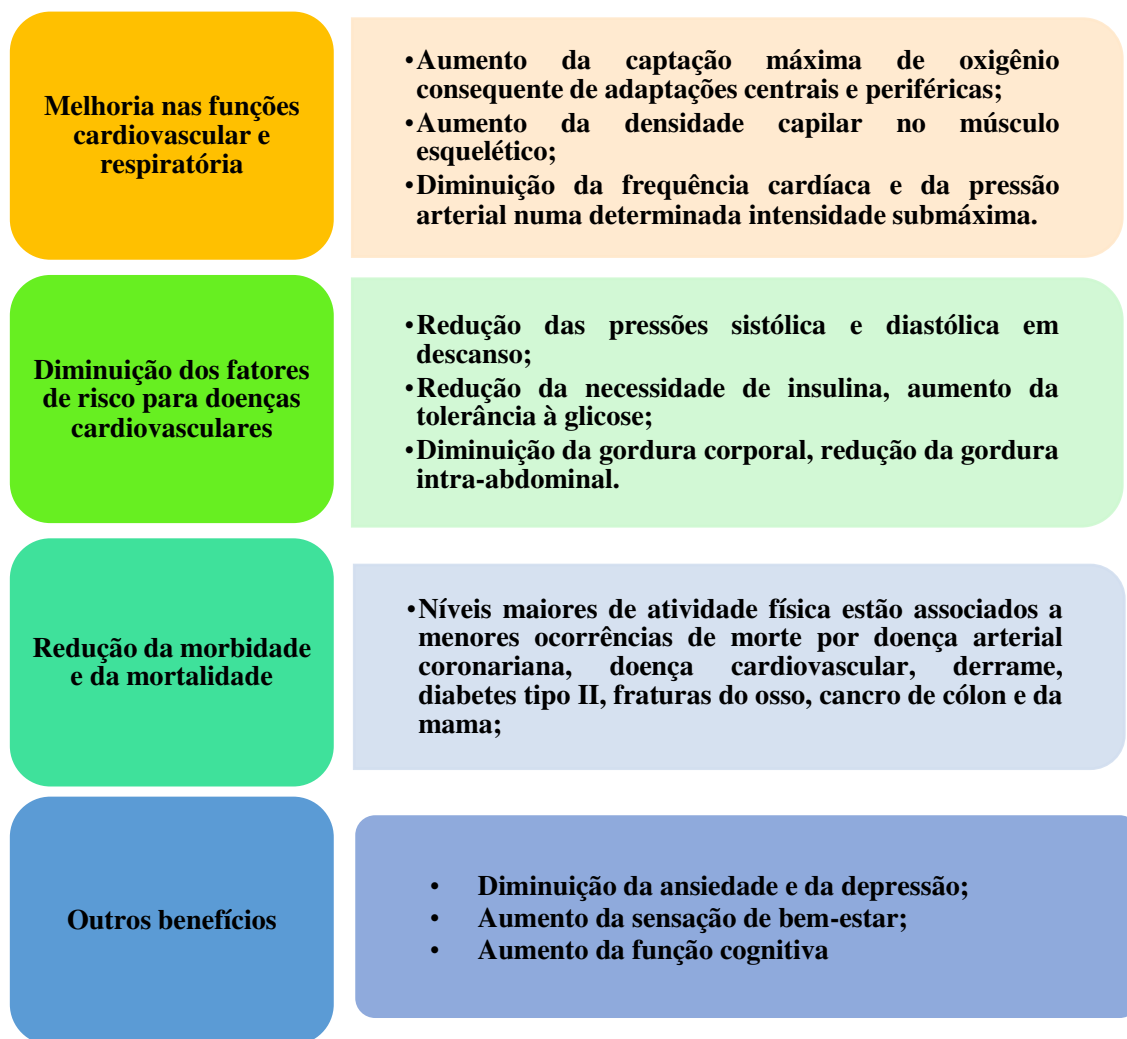 Melhoria nas funções
cardiovascular e
respiratória
•Aumento da captação máxima de oxigênio
consequente de adaptações centrais e periféricas;
•Aumento da densidade capilar no músculo
esquelético;
•Diminuição da frequência cardíaca e da pressão
arterial numa determinada intensidade submáxima.
Diminuição dos fatores
de risco para doenças
cardiovasculares
•Redução das pressões sistólica e diastólica em
descanso;
•Redução da necessidade de insulina, aumento da
tolerância à glicose;
•Diminuição da gordura corporal, redução da gordura
intra-abdominal.
Redução da morbidade
e da mortalidade
•Níveis maiores de atividade física estão associados a
menores ocorrências de morte por doença arterial
coronariana, doença cardiovascular, derrame,
diabetes tipo II, fraturas do osso, cancro de cólon e da
mama;
Outros benefícios
• Diminuição da ansiedade e da depressão;
• Aumento da sensação de bem-estar;
• Aumento da função cognitiva